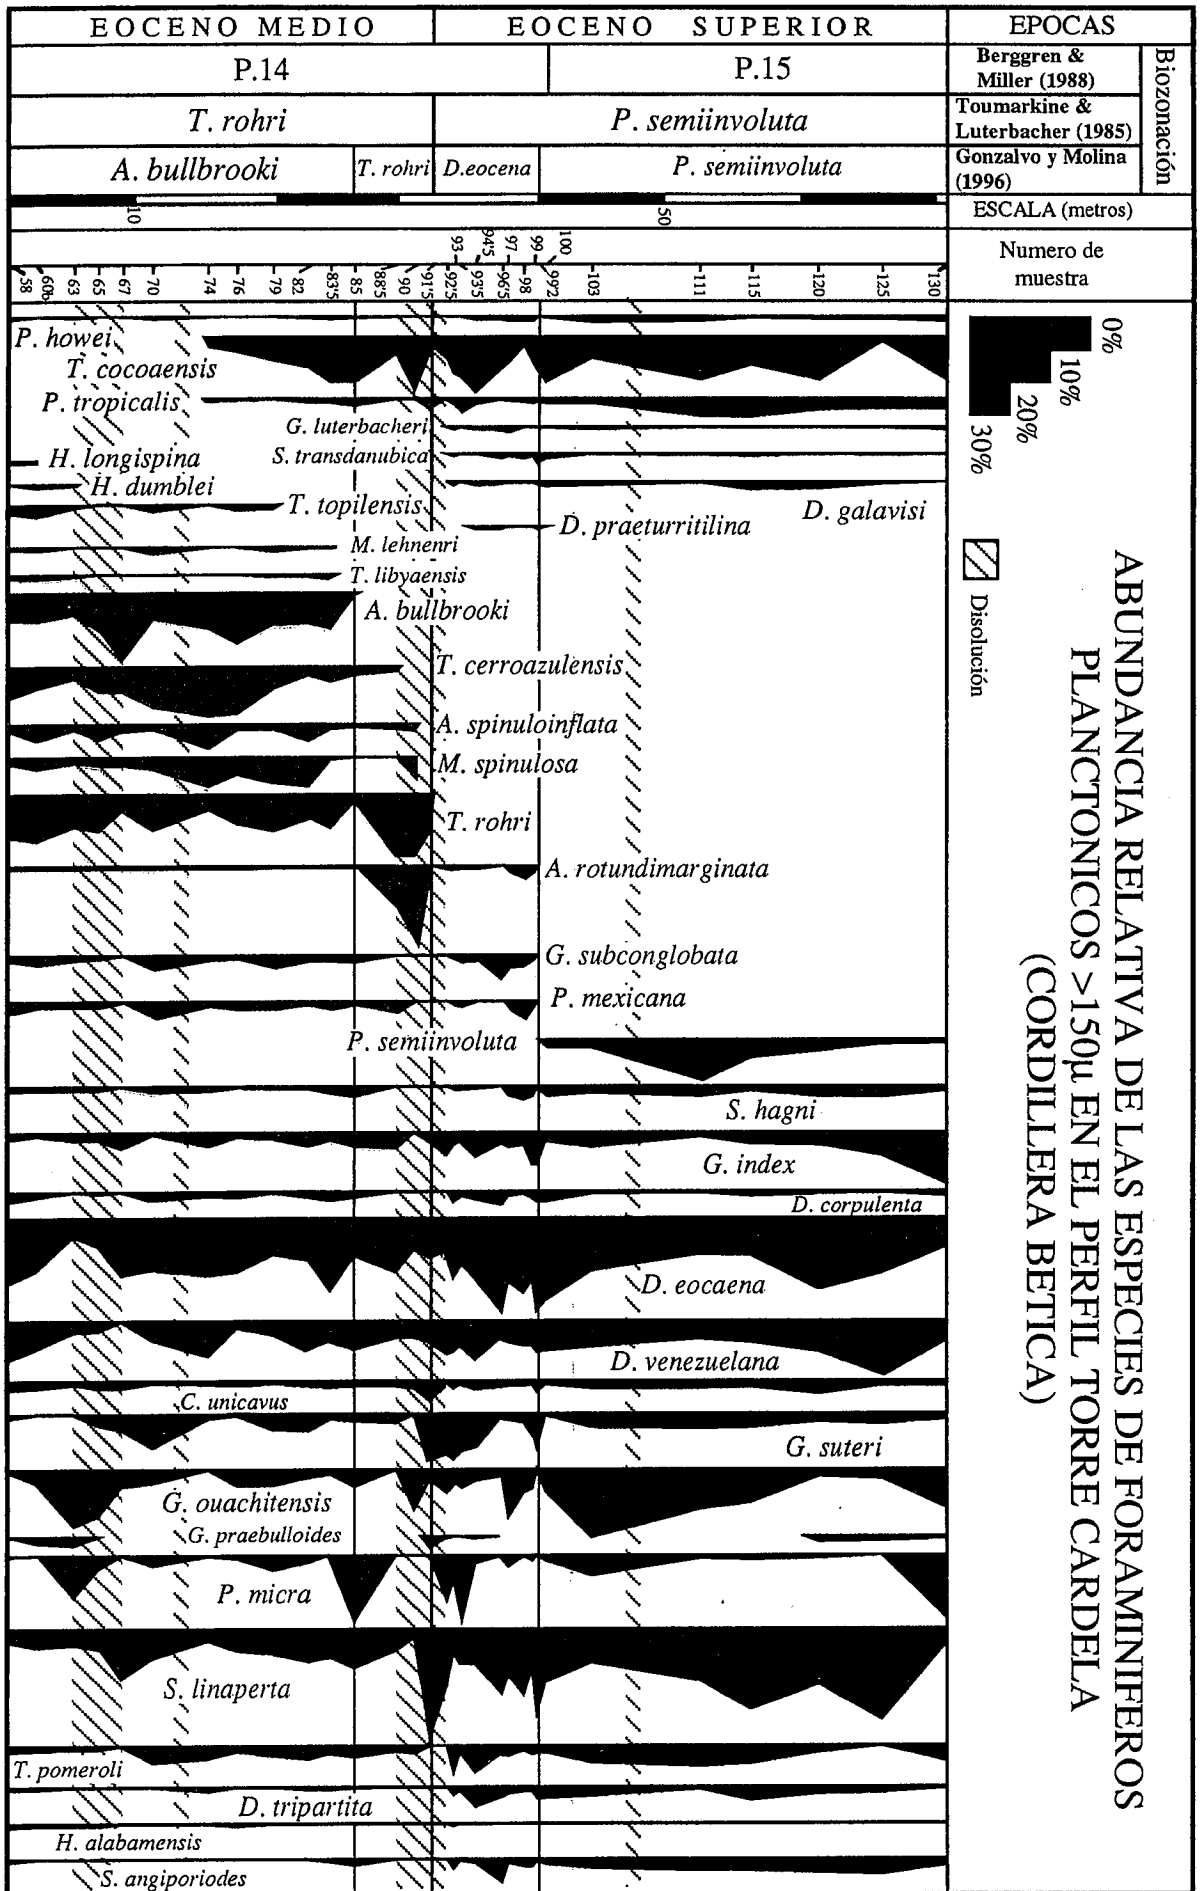 EOCENO MEDIO
EOCENO SUPERIOR
EPOCAS
P.14
P.15
Berggren &
Miller (1988)
Biozonación
T. rohri
P. semiinvoluta
Toumarkine &
Luterbacher (1985)
A. bullbrooki
T. rohri
D.eocena
P. semiinvoluta
Gonzalvo y Molina
(1996)
10
50
ESCALA (metros)
93
94'5
97
99
100
Numero de
muestra
58
60b
63
65
67
74
76
79
82
83'5
85
88'5
90
91'5
92'5
93'5
96'5
98
99'2
103
111
115
120
125
130
0%
10%
20%
30%
Disolución
ABUNDANCIA RELATIVA DE LAS ESPECIES DE FORAMINIFEROS
PLANCTONICOS >150µ EN EL PERFIL TORRE CARDELA
(CORDILLERA BETICA)
P. howei
T. cocoaensis
P. tropicalis
G. luterbacheri
H. longispina
S. transdanubica
H. dumblei
T. topilensis
D. galavisi
D. praeturritilina
M. lehnenri
T. libyaensis
A. bullbrooki
T. cerroazulensis
A. spinuloinflata
M. spinulosa
T. rohri
A. rotundimarginata
G. subconglobata
P. mexicana
P. semiinvoluta
S. hagni
G. index
D. corpulenta
D. eocaena
D. venezuelana
C. unicavus
G. suteri
G. ouachitensis
G. praebulloides
P. micra
S. linaperta
T. pomeroli
D. tripartita
H. alabamensis
S. angiporiodes